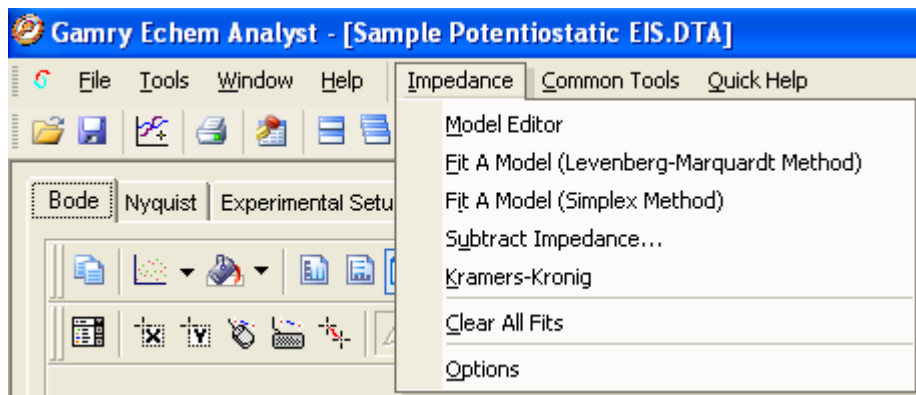 Gamry Echem Analyst - [Sample Potentiostatic EIS.DTA]
File Tools Window Help Impedance Common Tools Quick Help
Model Editor
Fit A Model (Levenberg-Marquardt Method)
Bode Nyquist Experimental Setu
Fit A Model (Simplex Method)
Subtract Impedance...
Kramers-Kronig
Clear All Fits
Options